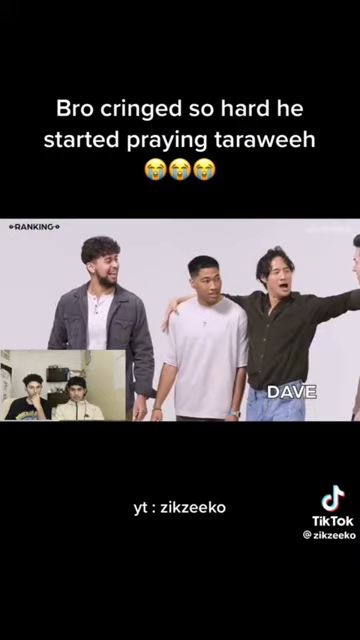 Bro cringed so hard he
started praying taraweeh
😭😭😭
RANKING
DAVE
yt : zikzeeko
TikTok
@zikzeeko